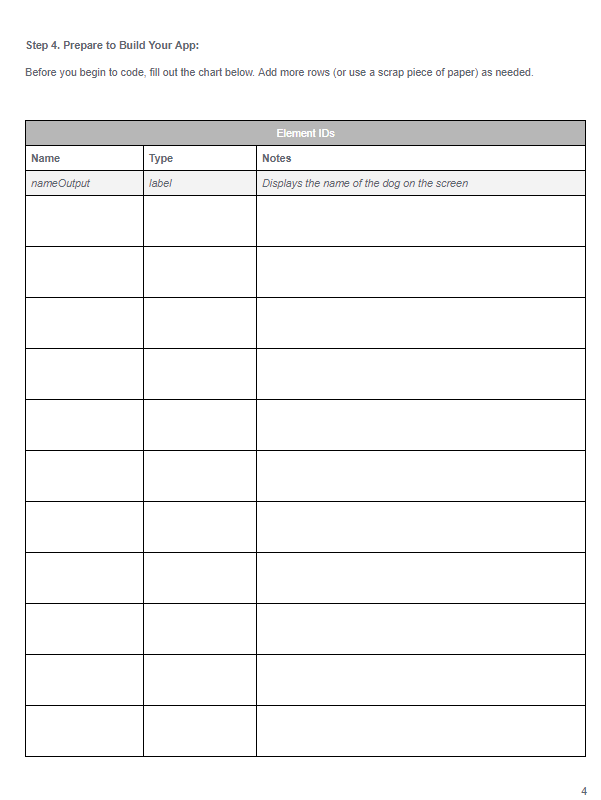 Step 4. Prepare to Build Your App:
Before you begin to code, fill out the chart below. Add more rows (or use a scrap piece of paper) as needed.
Element IDs
Name Type Notes
nameOutput label Displays the name of the dog on the screen
4